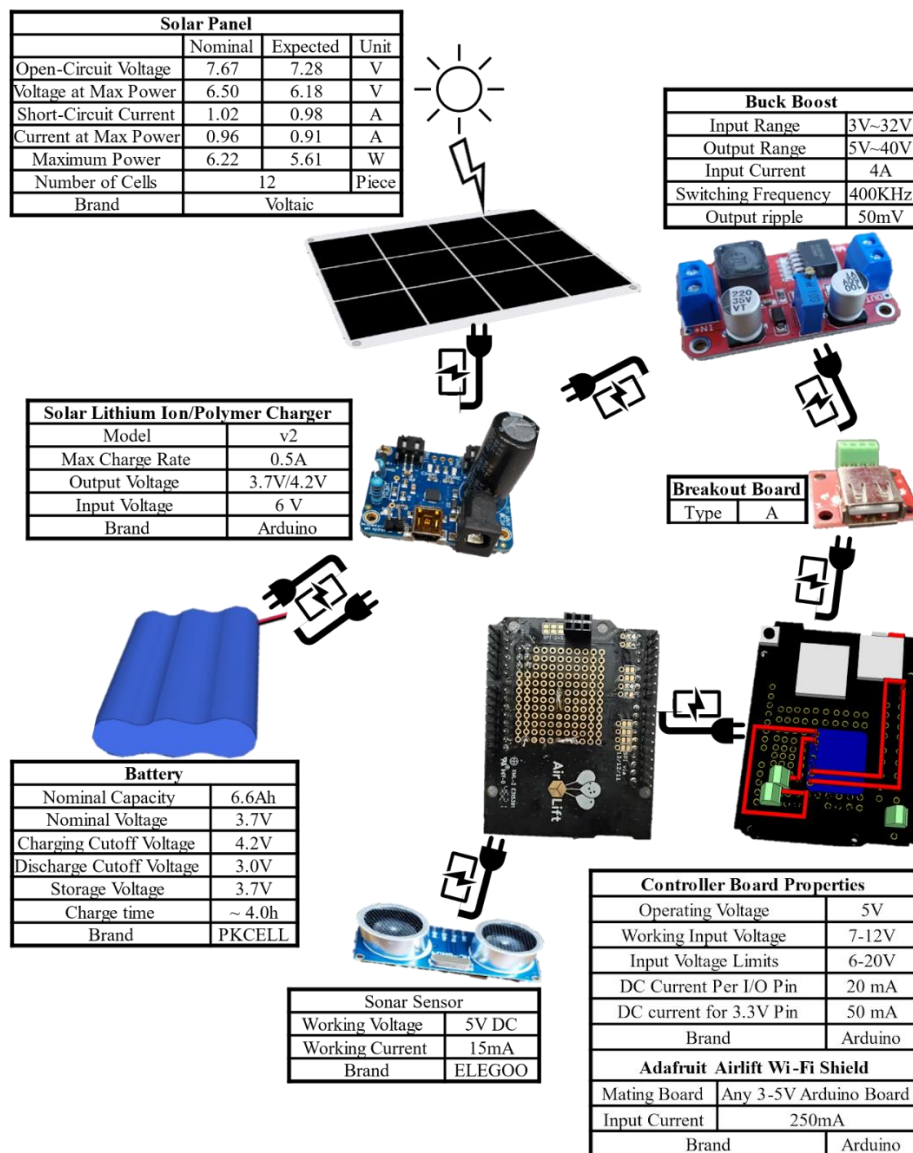 Solar Panel
Nominal Expected Unit
Open-Circuit Voltage 7.67 7.28 V
Voltage at Max Power 6.50 6.18 V
Short-Circuit Current 1.02 0.98 A
Current at Max Power 0.96 0.91 A
Maximum Power 6.22 5.61 W
Number of Cells 12 Piece
Brand Voltaic
Buck Boost
Input Range 3V~32V
Output Range 5V~40V
Input Current 4A
Switching Frequency 400KHz
Output ripple 50mV
220
35V
VT
100
50V
VT
+N1
Solar Lithium Ion/Polymer Charger
Model v2
Max Charge Rate 0.5A
Output Voltage 3.7V/4.2V
Input Voltage 6 V
Brand Arduino
Breakout Board
Type A
Air Lift
Battery
Nominal Capacity 6.6Ah
Nominal Voltage 3.7V
Charging Cutoff Voltage 4.2V
Discharge Cutoff Voltage 3.0V
Storage Voltage 3.7V
Charge time ~ 4.0h
Brand PKCELL
Sonar Sensor
Working Voltage 5V DC
Working Current 15mA
Brand ELEGOO
Controller Board Properties
Operating Voltage 5V
Working Input Voltage 7-12V
Input Voltage Limits 6-20V
DC Current Per I/O Pin 20 mA
DC current for 3.3V Pin 50 mA
Brand Arduino
Adafruit Airlift Wi-Fi Shield
Mating Board Any 3-5V Arduino Board
Input Current 250mA
Brand Arduino